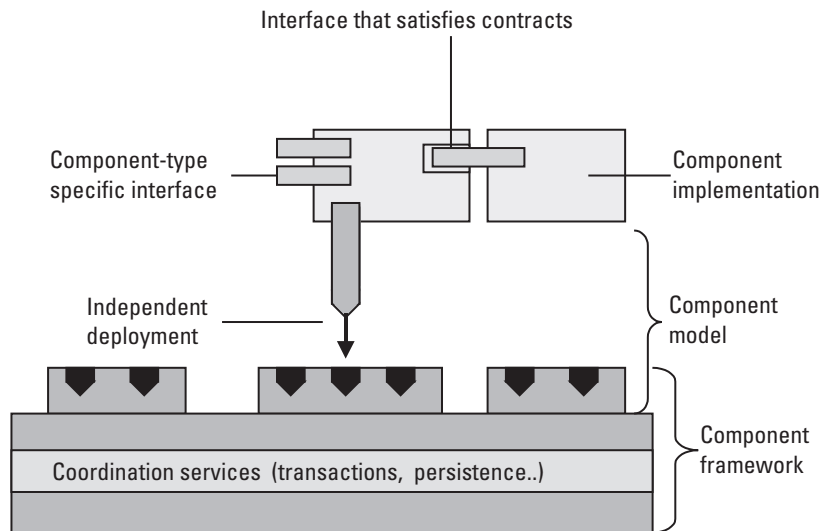 Interface that satisfies contracts
Component-type
specific interface
Component
implementation
Independent
deployment
Component
model
Component
framework
Coordination services (transactions, persistence..)